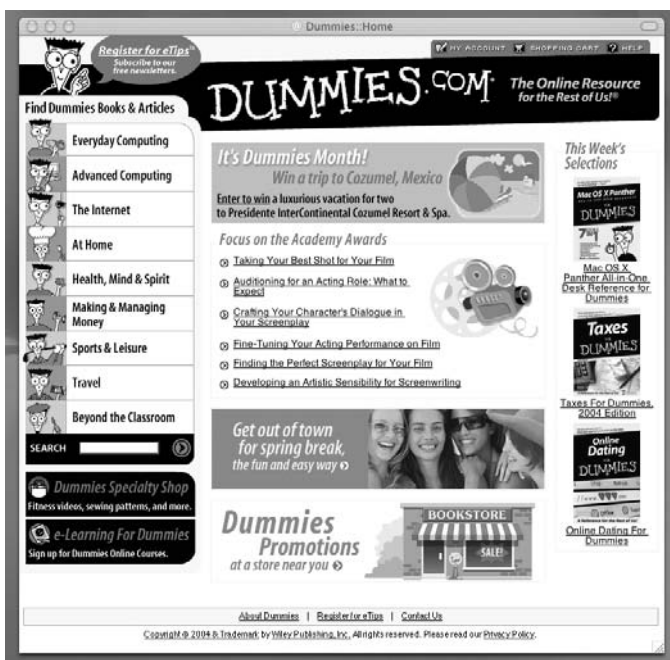 Dummies::Home
Register for eTips℠
Subscribe to our
free newsletters.
MY ACCOUNT SHOPPING CART ? HELP
DUMMIES.COM®
The Online Resource
for the Rest of Us!®
Find Dummies Books & Articles
Everyday Computing
Advanced Computing
The Internet
At Home
Health, Mind & Spirit
Making & Managing
Money
Sports & Leisure
Travel
Beyond the Classroom
SEARCH
Dummies Specialty Shop
Fitness videos, sewing patterns, and more.
e-Learning For Dummies
Sign up for Dummies Online Courses.
It's Dummies Month!
Win a trip to Cozumel, Mexico
Enter to win a luxurious vacation for two
to Presidente InterContinental Cozumel Resort & Spa.
Focus on the Academy Awards
Taking Your Best Shot for Your Film
Auditioning for an Acting Role: What to
Expect
Crafting Your Character's Dialogue in
Your Screenplay
Fine-Tuning Your Acting Performance on Film
Finding the Perfect Screenplay for Your Film
Developing an Artistic Sensibility for Screenwriting
Get out of town
for spring break,
the fun and easy way
Dummies
Promotions
at a store near you
BOOKSTORE
SALE!
This Week's
Selections
Mac OS X Panther
DUMMIES
Mac OS X
Panther All-in-One
Desk Reference for
Dummies
Taxes
DUMMIES
Taxes For Dummies,
2004 Edition
Online
Dating
DUMMIES
Online Dating For
Dummies
About Dummies | Register for eTips | Contact Us
Copyright © 2004 & Trademark by Wiley Publishing, Inc. All rights reserved. Please read our Privacy Policy.